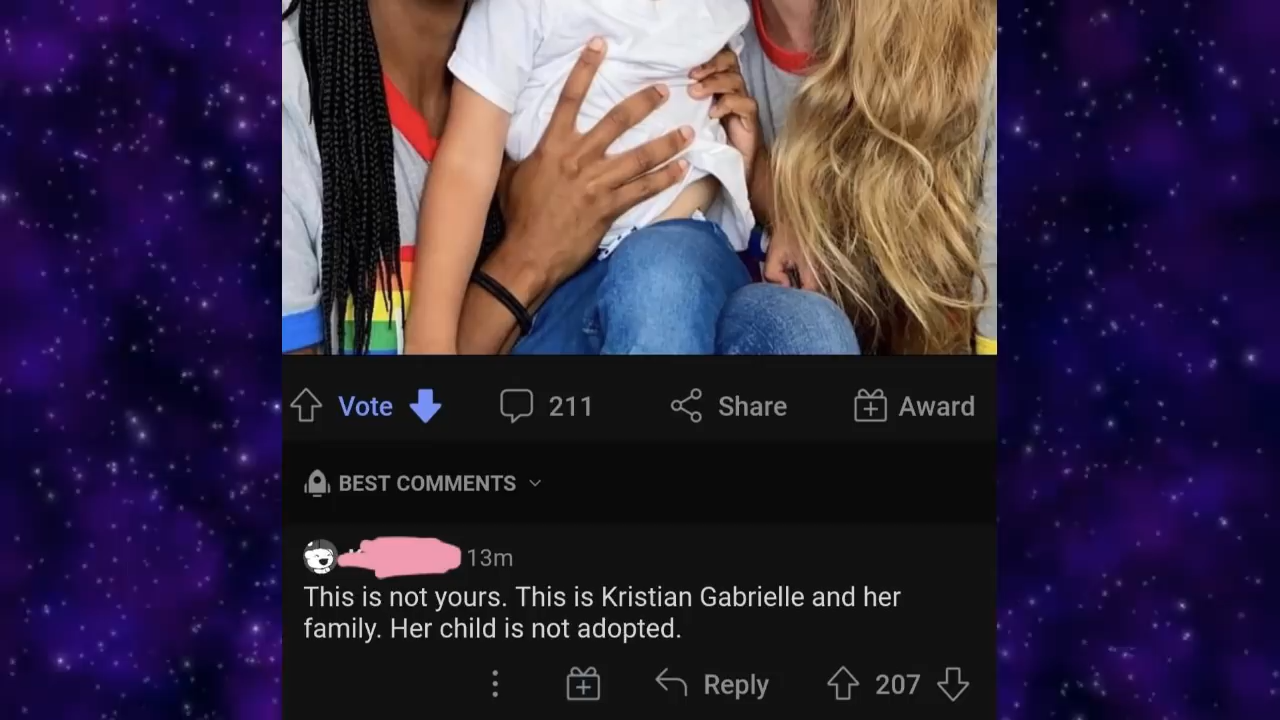 Vote
211
Share
Award
BEST COMMENTS
13m
This is not yours. This is Kristian Gabrielle and her
family. Her child is not adopted.
Reply
207